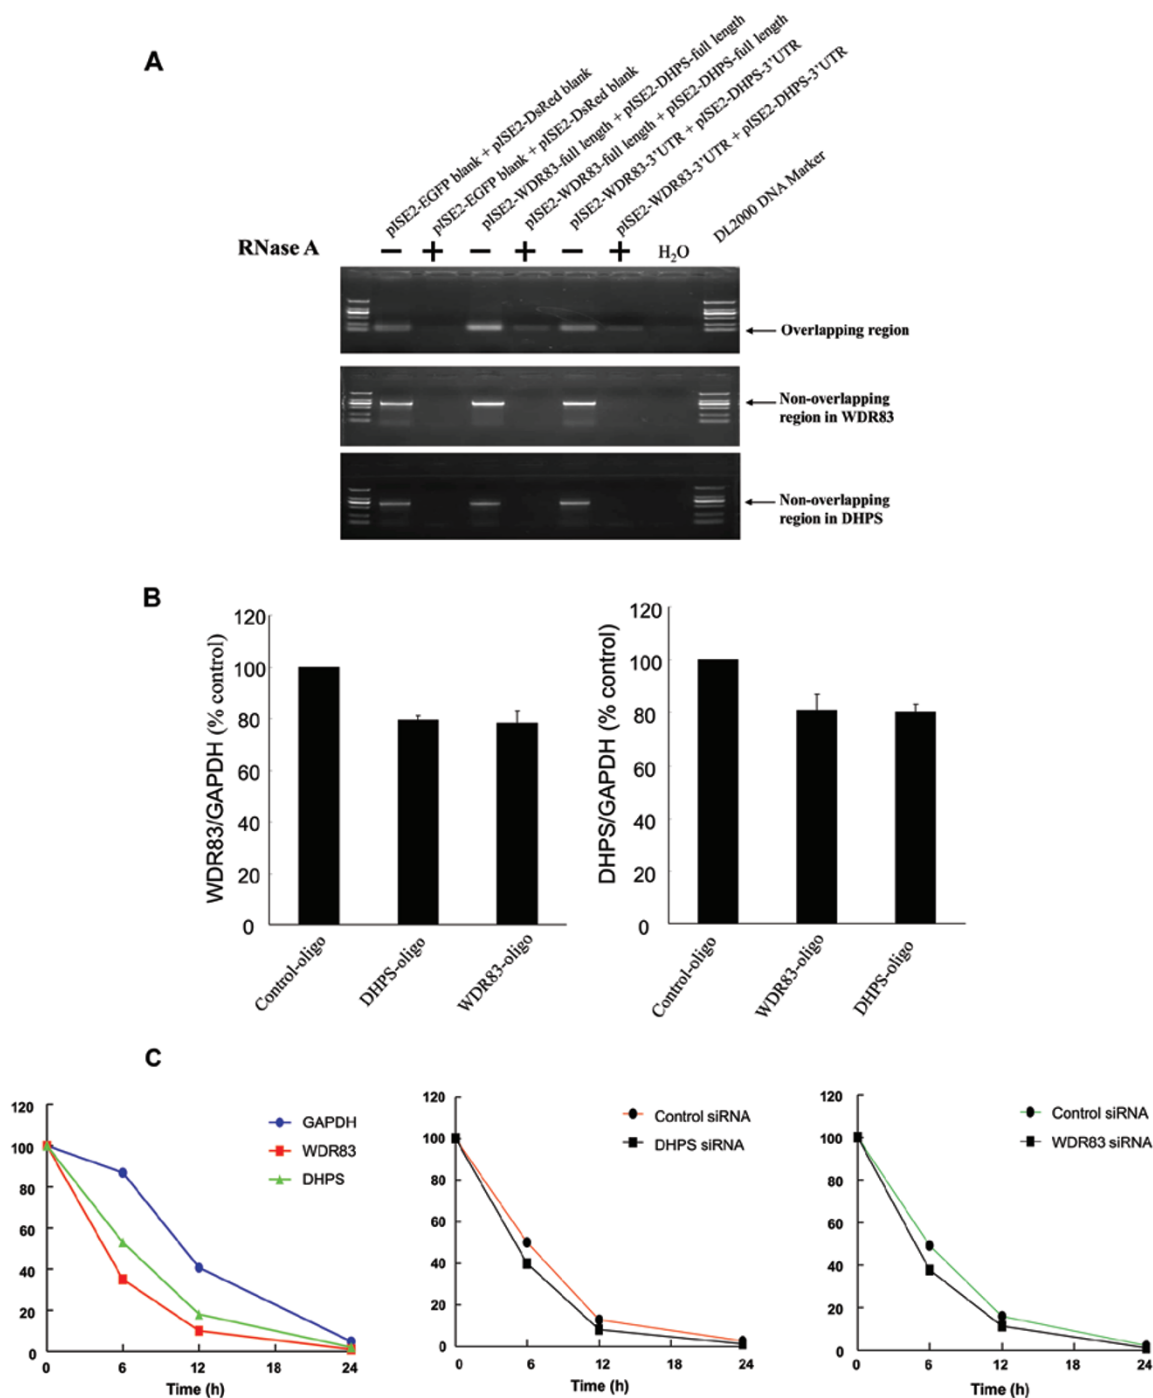 A
pISE2-EGFP blank + pISE2-DsRed blank
pISE2-EGFP blank + pISE2-DsRed blank
pISE2-WDR83-full length + pISE2-DHPS-full length
pISE2-WDR83-full length + pISE2-DHPS-full length
pISE2-WDR83-3'UTR + pISE2-DHPS-3'UTR
pISE2-WDR83-3'UTR + pISE2-DHPS-3'UTR
DL2000 DNA Marker
RNase A − + − + − + H₂O
Overlapping region
Non-overlapping
region in WDR83
Non-overlapping
region in DHPS
B
WDR83/GAPDH (% control)
120
100
80
60
40
20
0
Control-oligo
DHPS-oligo
WDR83-oligo
DHPS/GAPDH (% control)
120
100
80
60
40
20
0
Control-oligo
WDR83-oligo
DHPS-oligo
C
120
100
80
60
40
20
0
GAPDH
WDR83
DHPS
0 6 12 18 24
Time (h)
120
100
80
60
40
20
0
Control siRNA
DHPS siRNA
0 6 12 18 24
Time (h)
120
100
80
60
40
20
0
Control siRNA
WDR83 siRNA
0 6 12 18 24
Time (h)